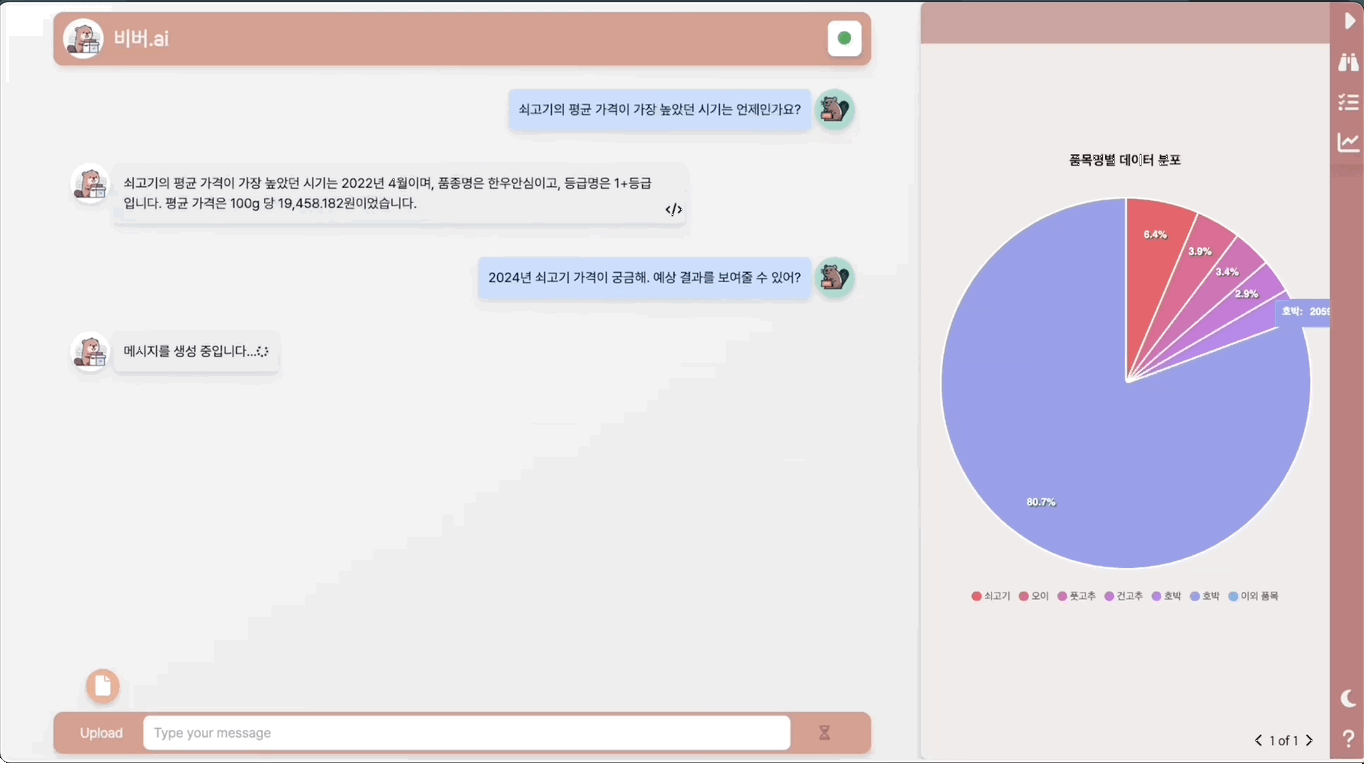 비버.ai
쇠고기의 평균 가격이 가장 높았던 시기는 언제인가요?
쇠고기의 평균 가격이 가장 높았던 시기는 2022년 4월이며, 품종명은 한우안심이고, 등급명은 1+등급
입니다. 평균 가격은 100g 당 19,458.182원이었습니다.
</>
2024년 쇠고기 가격이 궁금해. 예상 결과를 보여줄 수 있어?
메시지를 생성 중입니다...
Upload
Type your message
품목명별 데이터 분포
6.4%
3.9%
3.4%
2.9%
호박: 2059
80.7%
쇠고기 오이 풋고추 건고추 호박 호박 이외 품목
< 1 of 1 >
?